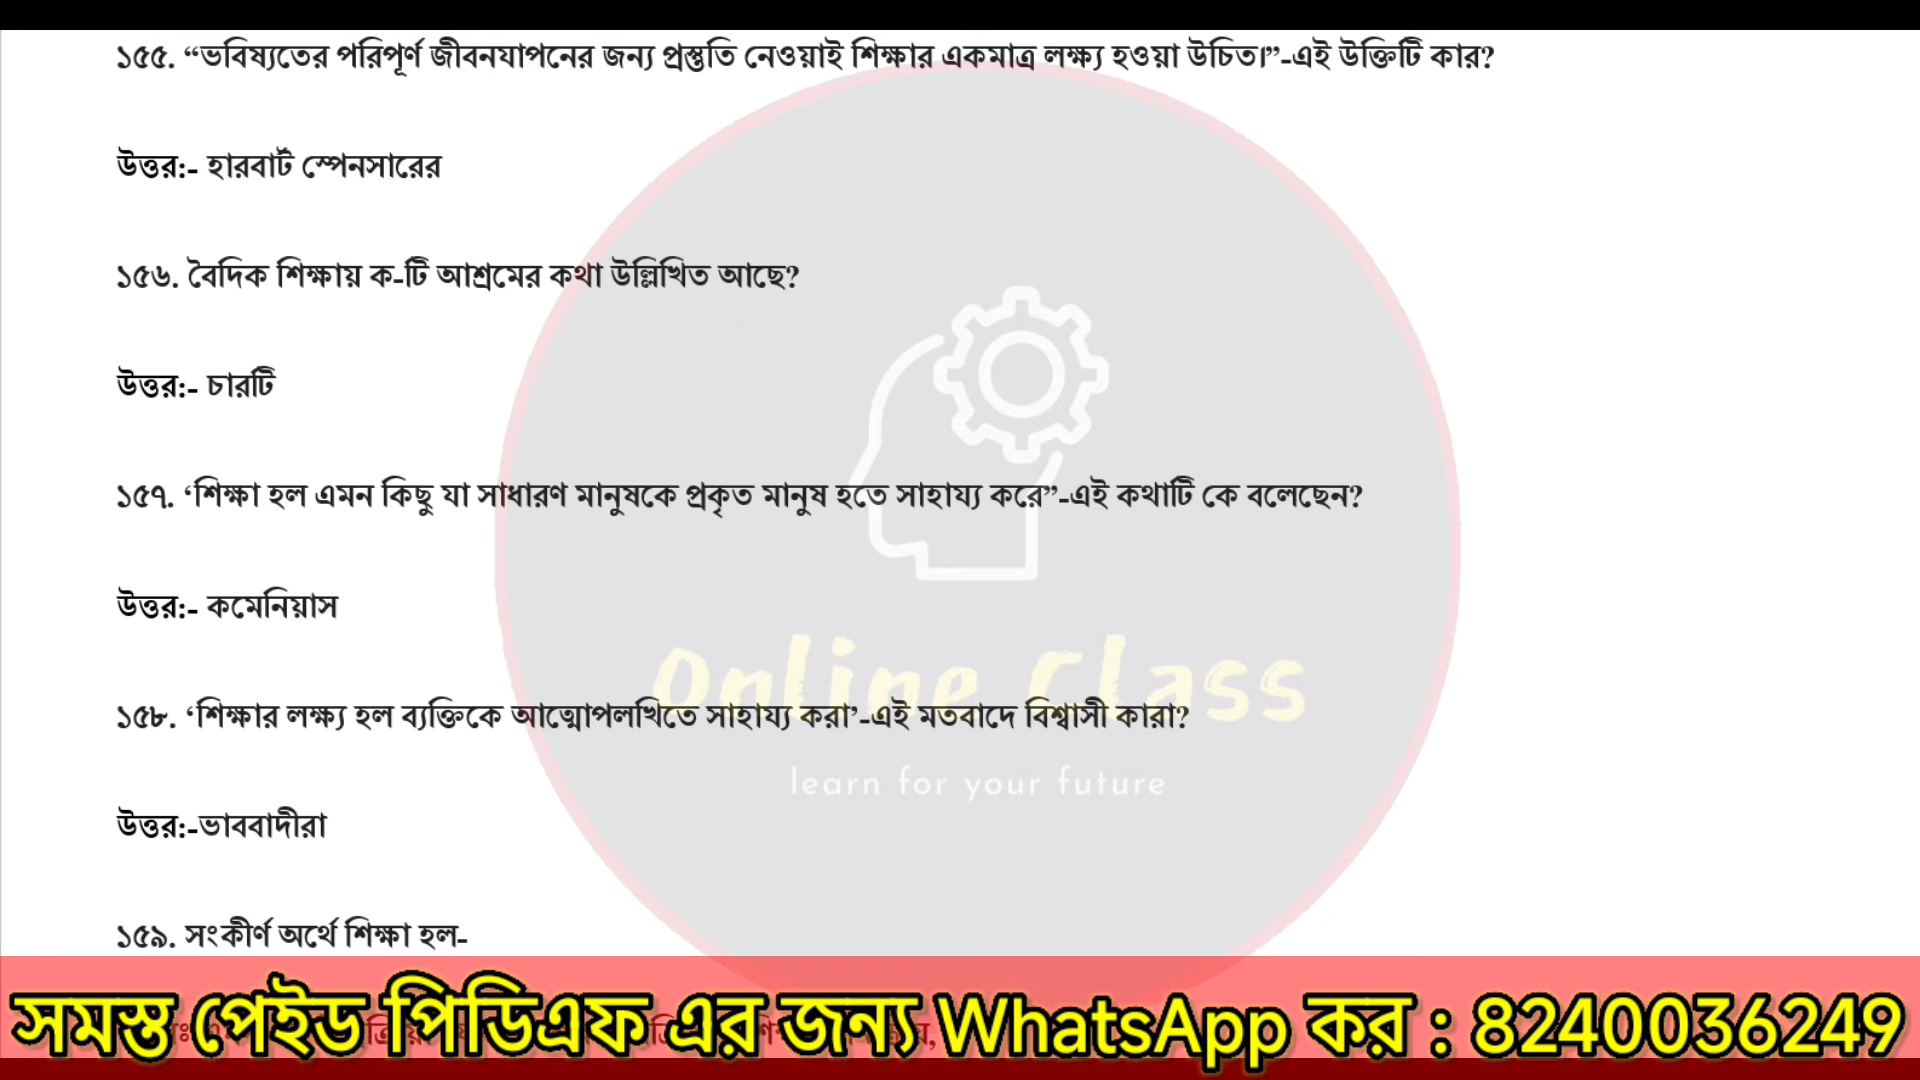 ১৫৫. “ভবিষ্যতের পরিপূর্ণ জীবনযাপনের জন্য প্রস্তুতি নেওয়াই শিক্ষার একমাত্র লক্ষ্য হওয়া উচিত।”-এই উক্তিটি কার?
উত্তর:- হারবার্ট স্পেনসারের
১৫৬. বৈদিক শিক্ষায় ক-টি আশ্রমের কথা উল্লিখিত আছে?
উত্তর:- চারটি
১৫৭. ‘শিক্ষা হল এমন কিছু যা সাধারণ মানুষকে প্রকৃত মানুষ হতে সাহায্য করে”-এই কথাটি কে বলেছেন?
উত্তর:- কমেনিয়াস
Online Class
১৫৮. ‘শিক্ষার লক্ষ্য হল ব্যক্তিকে আত্মোপলখিতে সাহায্য করা’-এই মতবাদে বিশ্বাসী কারা?
learn for your future
উত্তর:-ভাববাদীরা
১৫৯. সংকীর্ণ অর্থে শিক্ষা হল-
সমস্ত পেইড পিডিএফ এর জন্য WhatsApp কর : 8240036249